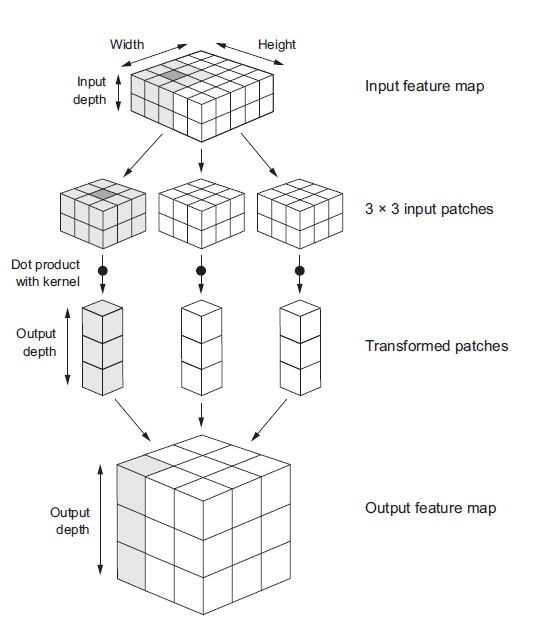 Width
Height
Input
depth
Input feature map
3 × 3 input patches
Dot product
with kernel
Output
depth
Transformed patches
Output
depth
Output feature map